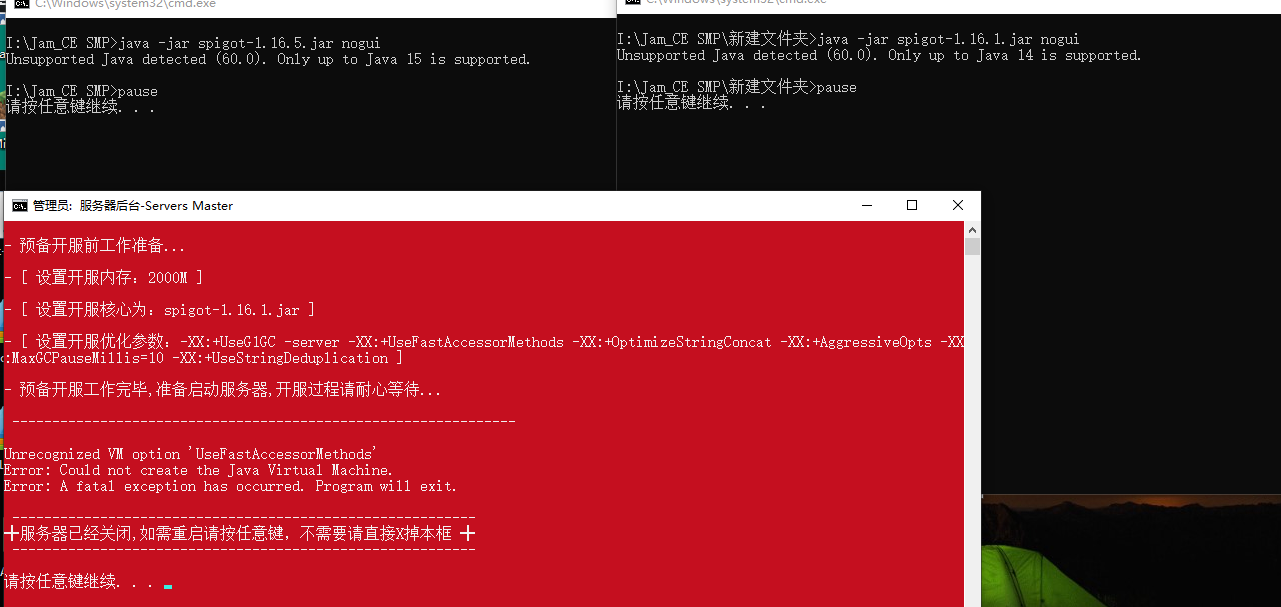 C:\Windows\system32\cmd.exe
I:\Jam_CE SMP>java -jar spigot-1.16.5.jar nogui
Unsupported Java detected (60.0). Only up to Java 15 is supported.
I:\Jam_CE SMP>pause
请按任意键继续. . .
C:\Windows\system32\cmd.exe
I:\Jam_CE SMP\新建文件夹>java -jar spigot-1.16.1.jar nogui
Unsupported Java detected (60.0). Only up to Java 14 is supported.
I:\Jam_CE SMP\新建文件夹>pause
请按任意键继续. . .
管理员: 服务器后台-Servers Master
- 预备开服前工作准备...
- [ 设置开服内存: 2000M ]
- [ 设置开服核心为: spigot-1.16.1.jar ]
- [ 设置开服优化参数: -XX:+UseG1GC -server -XX:+UseFastAccessorMethods -XX:+OptimizeStringConcat -XX:+AggressiveOpts -XX
:MaxGCPauseMillis=10 -XX:+UseStringDeduplication ]
- 预备开服工作完毕,准备启动服务器,开服过程请耐心等待...
---------------------------------------------------------------
Unrecognized VM option 'UseFastAccessorMethods'
Error: Could not create the Java Virtual Machine.
Error: A fatal exception has occurred. Program will exit.
----------------------------------------------------------
╋服务器已经关闭,如需重启请按任意键，不需要请直接X掉本框 ╋
----------------------------------------------------------
请按任意键继续. . .